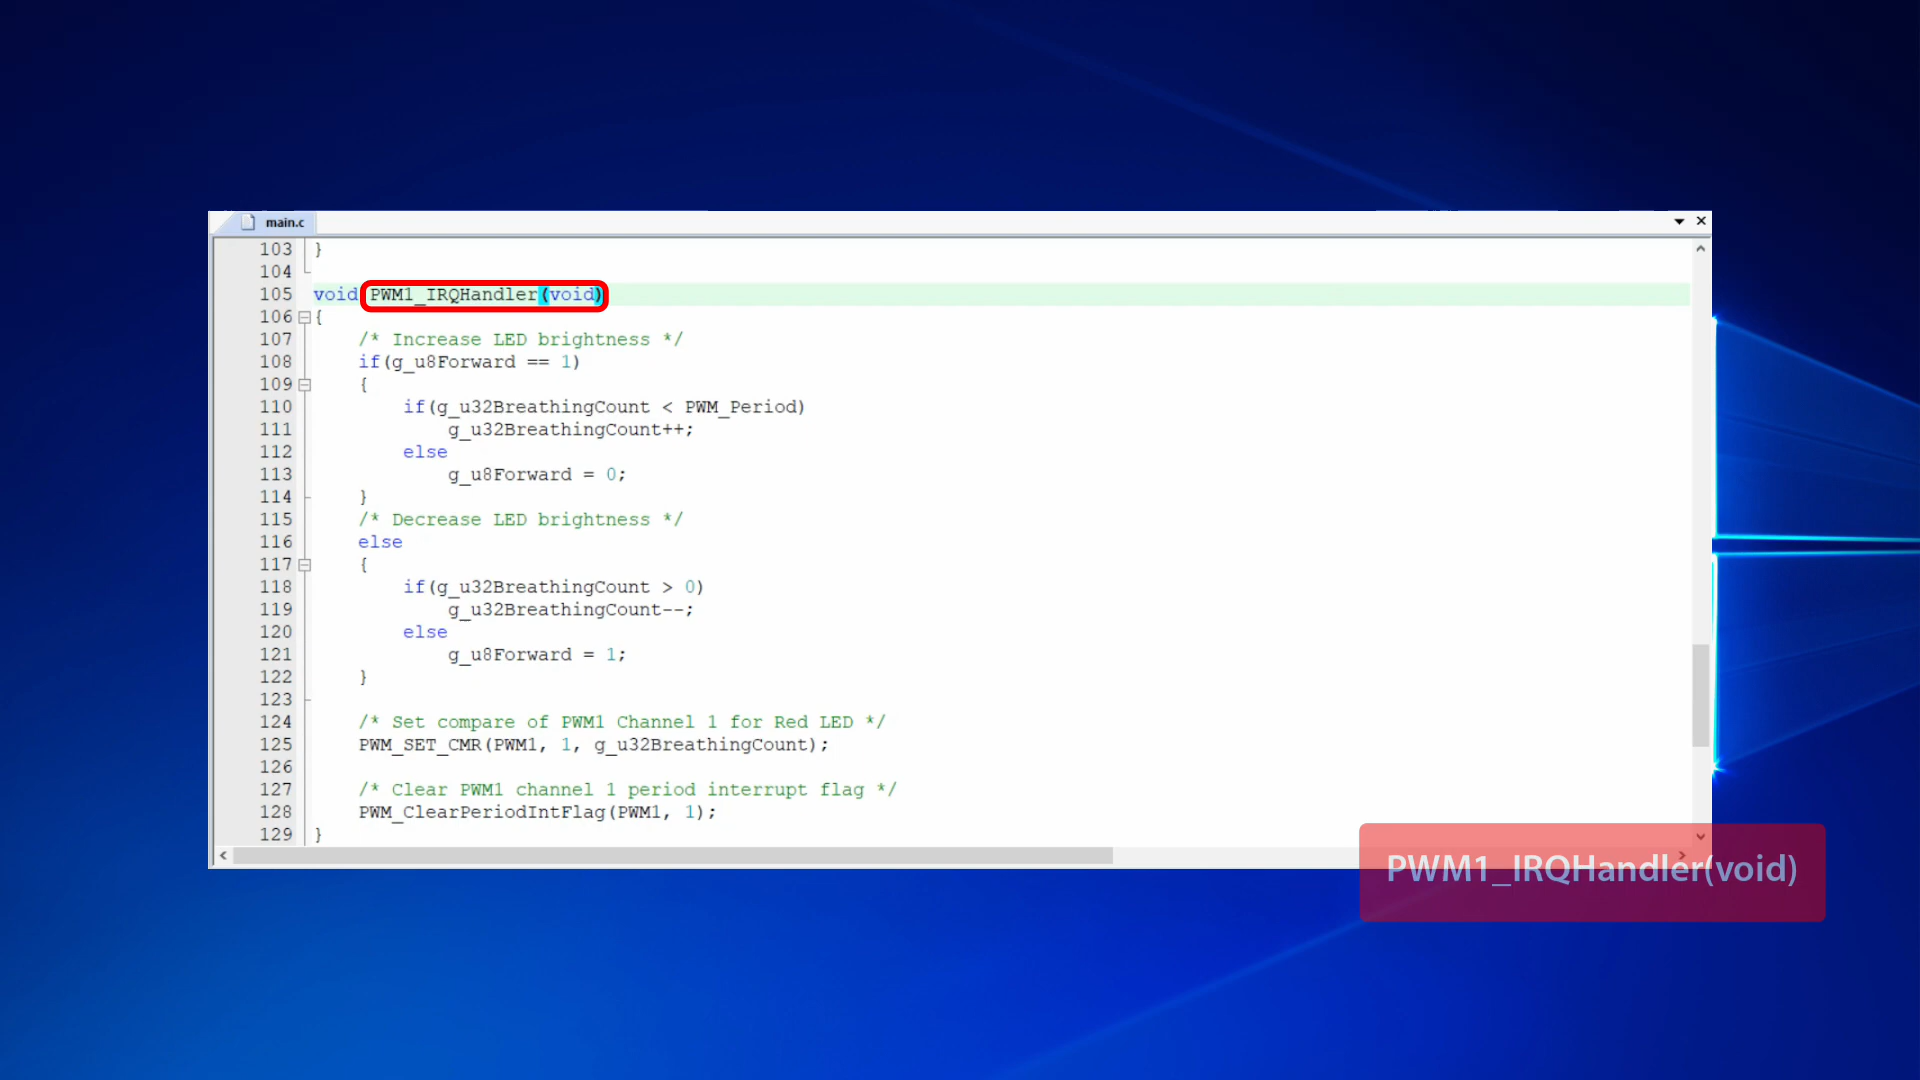 main.c
103 }
104
105 void PWM1_IRQHandler(void)
106 {
107 /* Increase LED brightness */
108 if(g_u8Forward == 1)
109 {
110 if(g_u32BreathingCount < PWM_Period)
111 g_u32BreathingCount++;
112 else
113 g_u8Forward = 0;
114 }
115 /* Decrease LED brightness */
116 else
117 {
118 if(g_u32BreathingCount > 0)
119 g_u32BreathingCount--;
120 else
121 g_u8Forward = 1;
122 }
123
124 /* Set compare of PWM1 Channel 1 for Red LED */
125 PWM_SET_CMR(PWM1, 1, g_u32BreathingCount);
126
127 /* Clear PWM1 channel 1 period interrupt flag */
128 PWM_ClearPeriodIntFlag(PWM1, 1);
129 }
PWM1_IRQHandler(void)